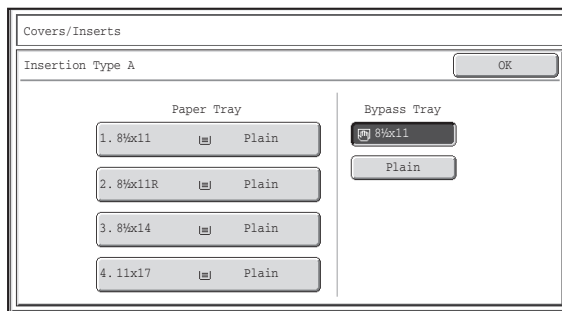 Covers/Inserts
Insertion Type A
OK
Paper Tray
Bypass Tray
1. 8½x11 Plain
8½x11
Plain
2. 8½x11R Plain
3. 8½x14 Plain
4. 11x17 Plain